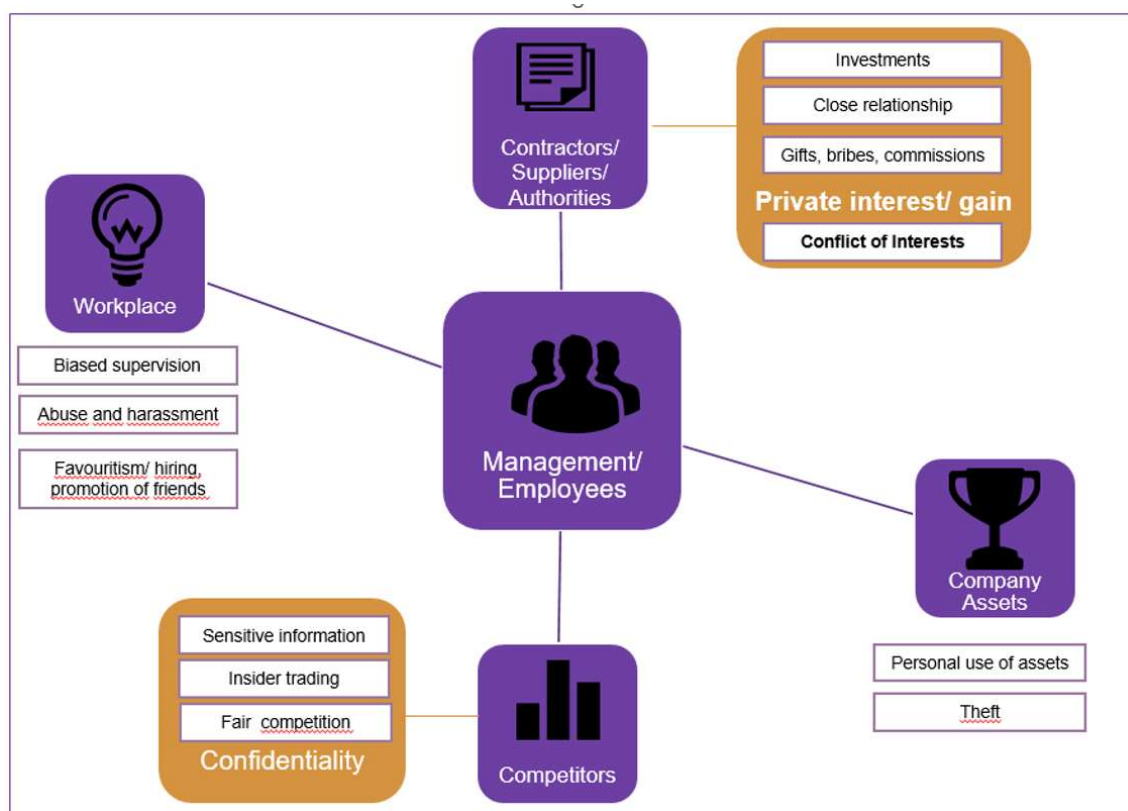 Contractors/
Suppliers/
Authorities
Investments
Close relationship
Gifts, bribes, commissions
Private interest/ gain
Conflict of Interests
Workplace
Biased supervision
Abuse and harassment
Favouritism/ hiring,
promotion of friends
Management/
Employees
Company
Assets
Personal use of assets
Theft
Sensitive information
Insider trading
Fair competition
Confidentiality
Competitors